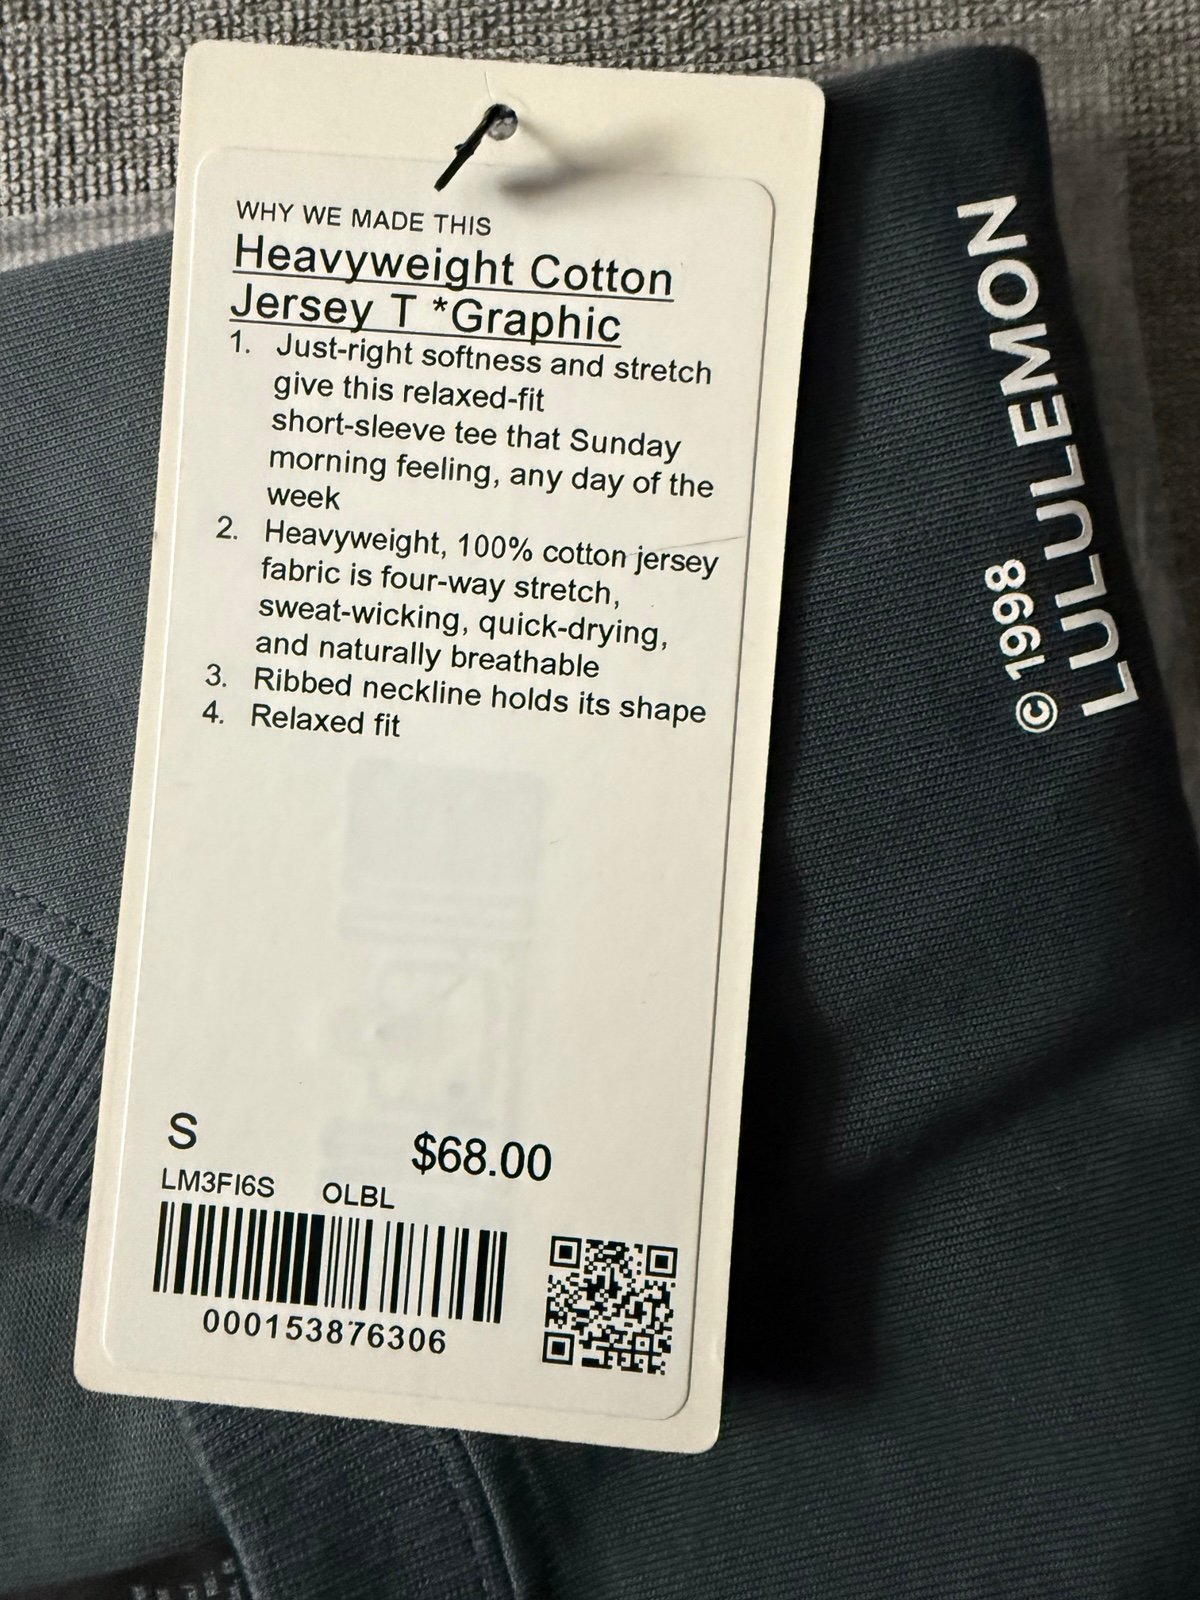 WHY WE MADE THIS
Heavyweight Cotton
Jersey T *Graphic
1. Just-right softness and stretch
give this relaxed-fit
short-sleeve tee that Sunday
morning feeling, any day of the
week
2. Heavyweight, 100% cotton jersey
fabric is four-way stretch,
sweat-wicking, quick-drying,
and naturally breathable
3. Ribbed neckline holds its shape
4. Relaxed fit
S $68.00
LM3FI6S OLBL
000153876306
© 1998
LULULEMON